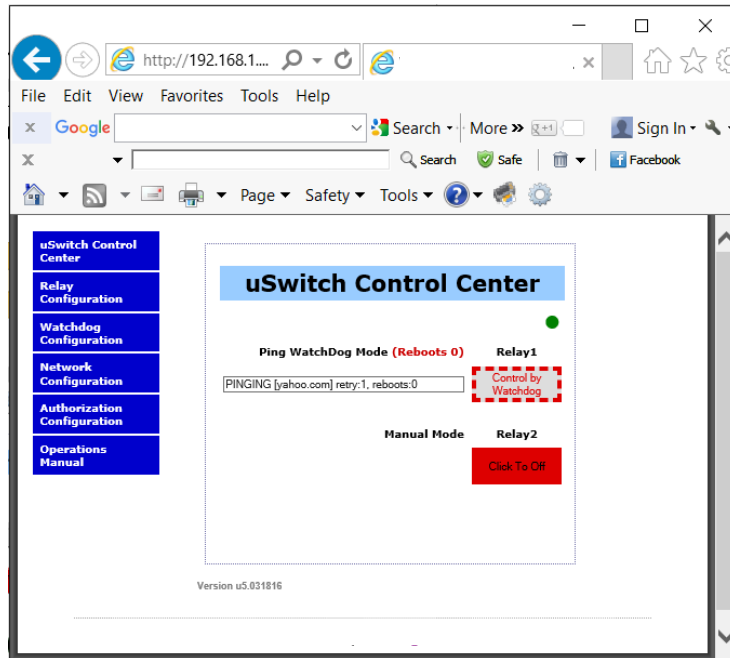 http://192.168.1....
File Edit View Favorites Tools Help
x Google Search More » g+1 Sign In
x Search Safe Facebook
Page Safety Tools
uSwitch Control
Center
Relay
Configuration
Watchdog
Configuration
Network
Configuration
Authorization
Configuration
Operations
Manual
uSwitch Control Center
Ping WatchDog Mode (Reboots 0) Relay1
PINGING [yahoo.com] retry:1, reboots:0
Control by
Watchdog
Manual Mode Relay2
Click To Off
Version u5.031816